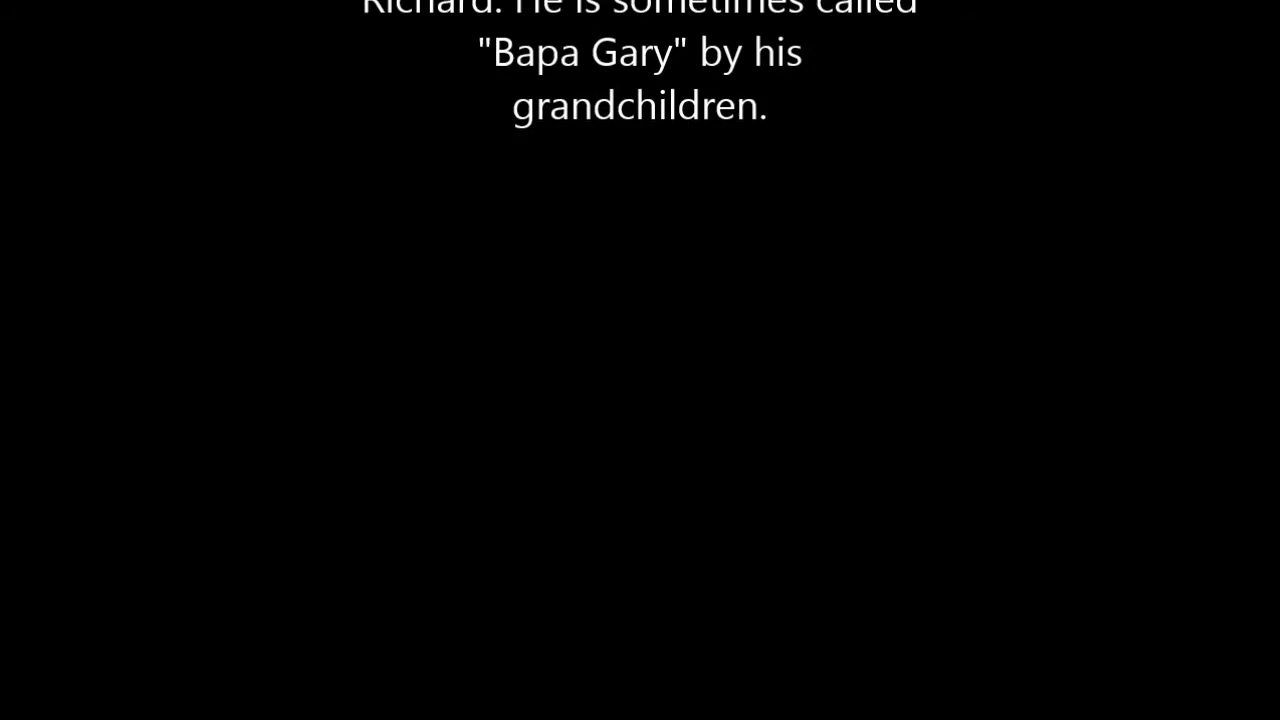 Richard. He is sometimes called
"Bapa Gary" by his
grandchildren.